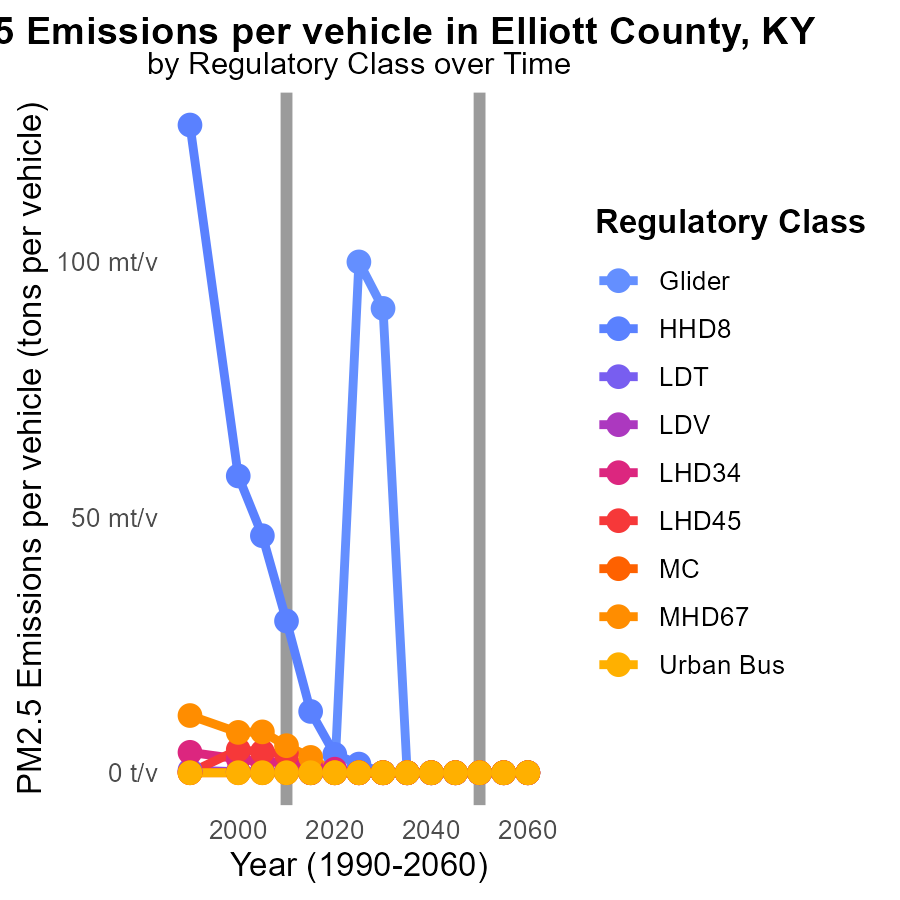 5 Emissions per vehicle in Elliott County, KY
by Regulatory Class over Time
PM2.5 Emissions per vehicle (tons per vehicle)
100 mt/v
50 mt/v
0 t/v
2000 2020 2040 2060
Year (1990-2060)
Regulatory Class
Glider
HHD8
LDT
LDV
LHD34
LHD45
MC
MHD67
Urban Bus